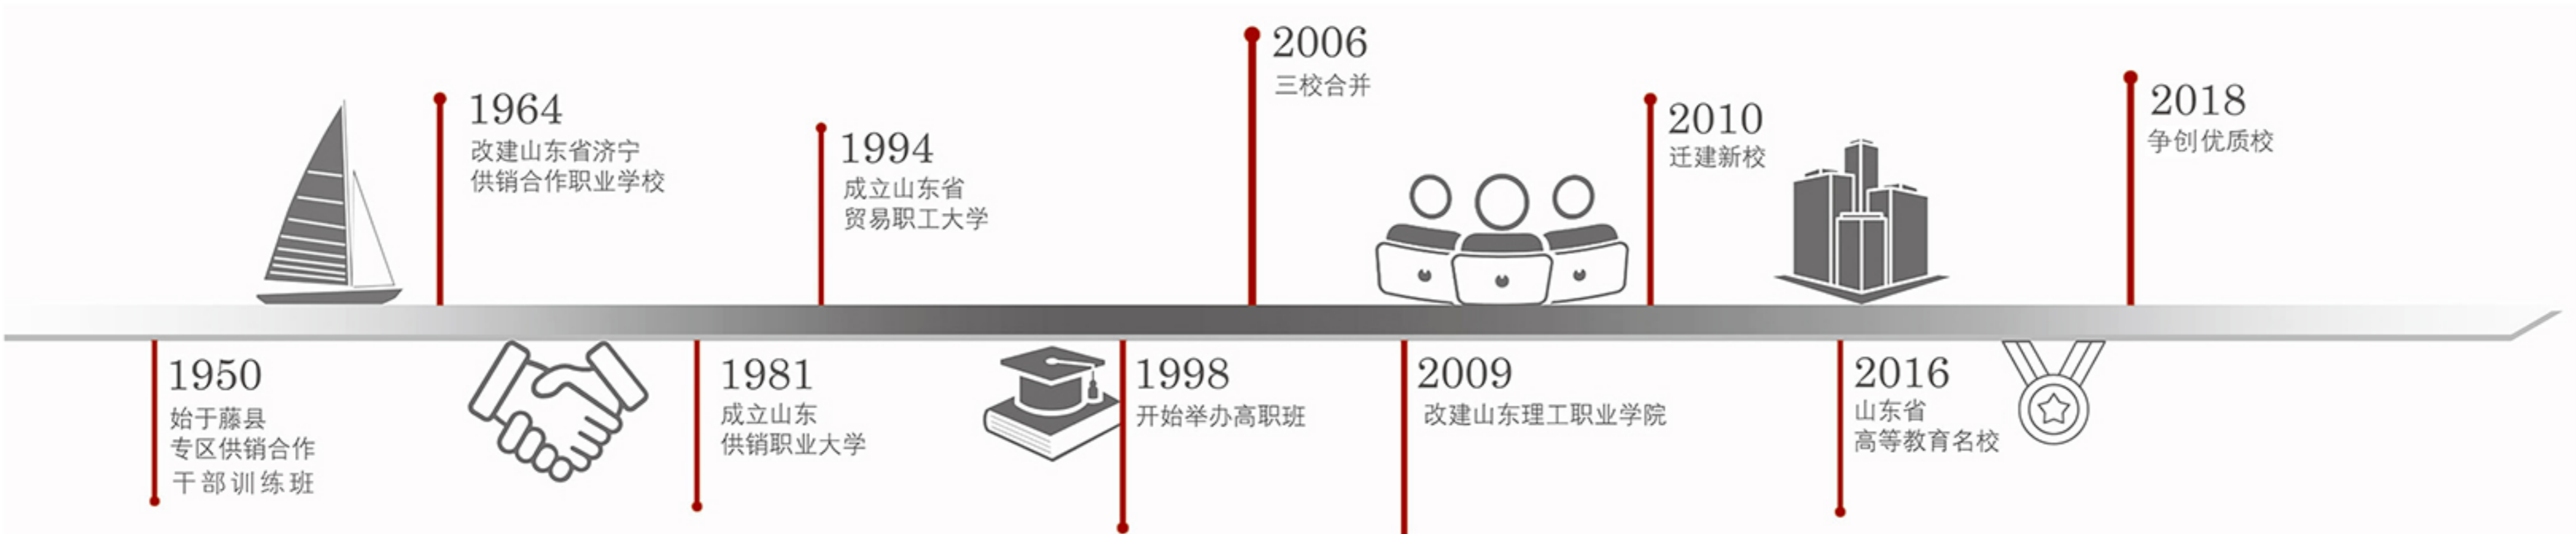 1950
始于藤县
专区供销合作
干部训练班
1964
改建山东省济宁
供销合作职业学校
1981
成立山东
供销职业大学
1994
成立山东省
贸易职工大学
1998
开始举办高职班
2006
三校合并
2009
改建山东理工职业学院
2010
迁建新校
2016
山东省
高等教育名校
2018
争创优质校